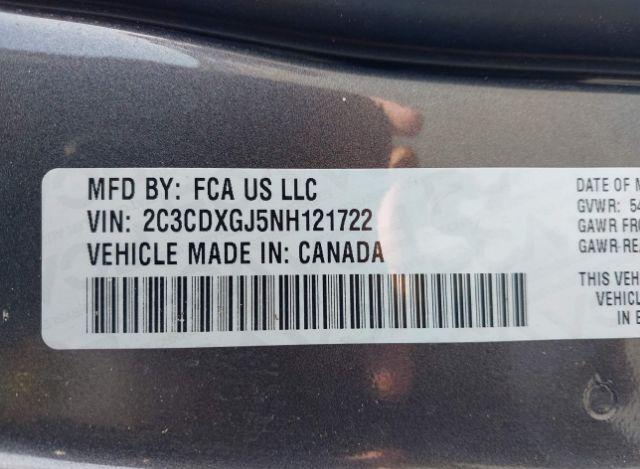 MFD BY: FCA US LLC
VIN: 2C3CDXGJ5NH121722
VEHICLE MADE IN: CANADA
DATE OF M
GVWR: 54
GAWR FRO
GAWR REA
THIS VEH
VEHICL
IN E